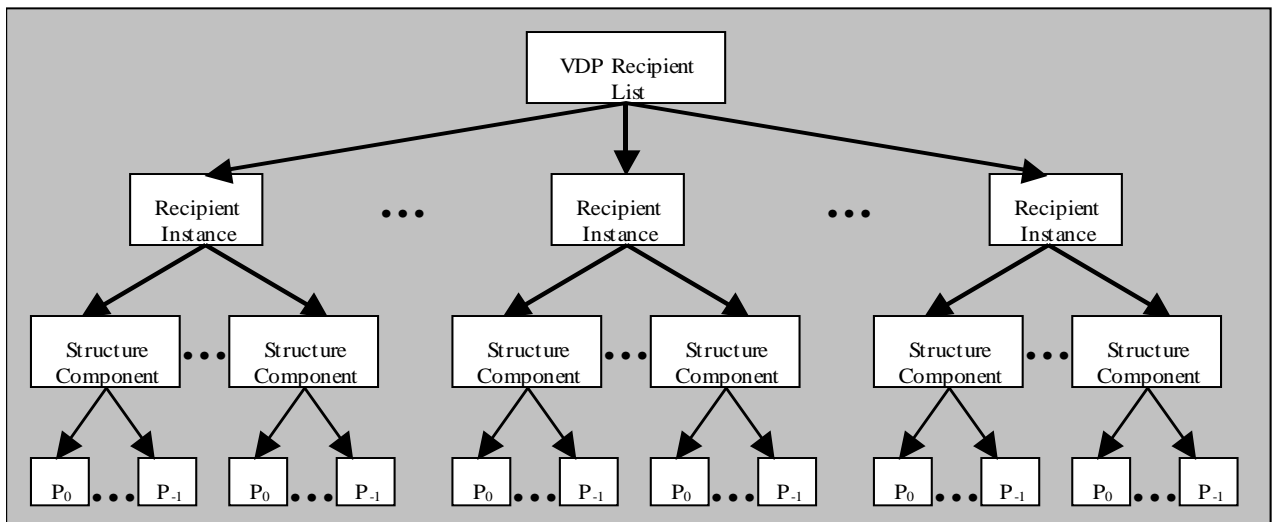 VDP Recipient
List
Recipient
Instance
...
Recipient
Instance
...
Recipient
Instance
Structure
Component
...
Structure
Component
Structure
Component
...
Structure
Component
Structure
Component
...
Structure
Component
P₀ ... P₋₁ P₀ ... P₋₁ P₀ ... P₋₁ P₀ ... P₋₁ P₀ ... P₋₁ P₀ ... P₋₁